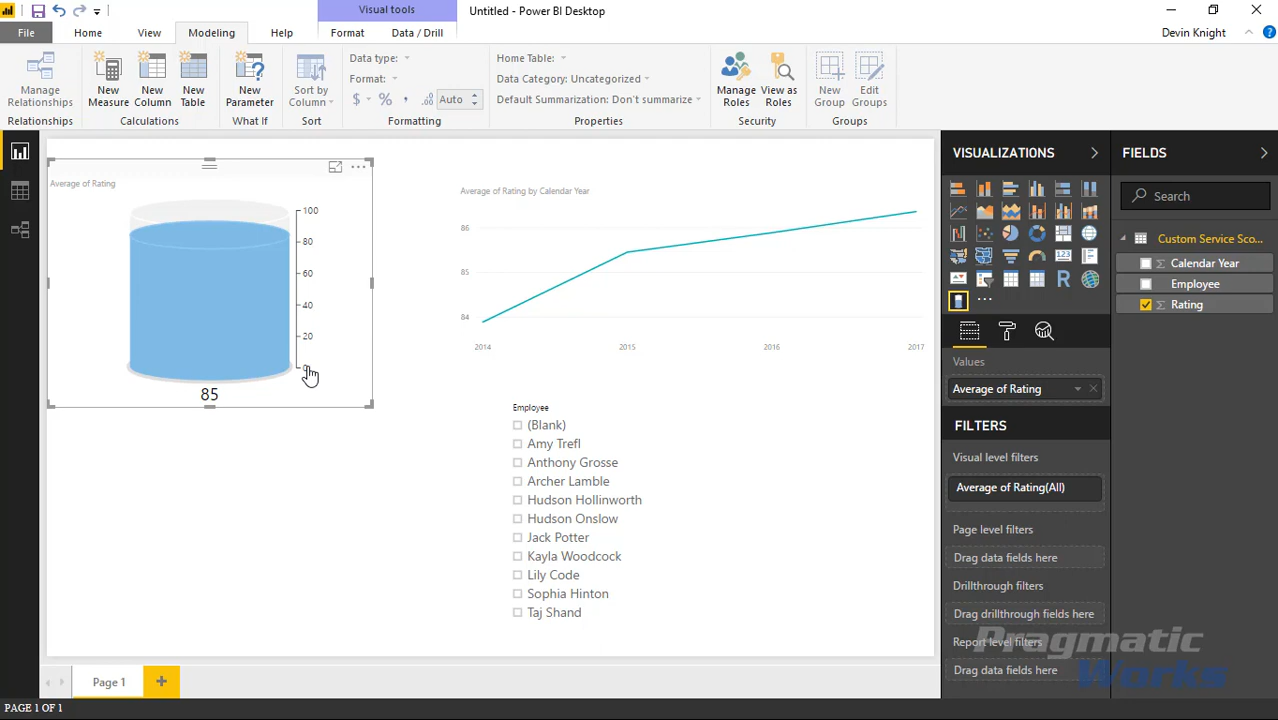 Visual tools
Untitled - Power BI Desktop
File
Home
View
Modeling
Help
Format
Data / Drill
Devin Knight
Manage
Relationships
Relationships
New
Measure
New
Column
New
Table
Calculations
New
Parameter
What If
Sort by
Column
Sort
Data type:
Format:
$ % , .00 Auto
Formatting
Home Table:
Data Category: Uncategorized
Default Summarization: Don't summarize
Properties
Manage
Roles
View as
Roles
Security
New
Group
Edit
Groups
Groups
Average of Rating
100
80
60
40
20
0
85
Average of Rating by Calendar Year
86
85
84
2014
2015
2016
2017
Employee
(Blank)
Amy Trefl
Anthony Grosse
Archer Lamble
Hudson Hollinworth
Hudson Onslow
Jack Potter
Kayla Woodcock
Lily Code
Sophia Hinton
Taj Shand
VISUALIZATIONS
123
R
Values
Average of Rating
FILTERS
Visual level filters
Average of Rating(All)
Page level filters
Drag data fields here
Drillthrough filters
Drag drillthrough fields here
Report level filters
Drag data fields here
FIELDS
Search
Custom Service Sco...
Σ Calendar Year
Employee
Σ Rating
Pragmatic
Works
Page 1
PAGE 1 OF 1